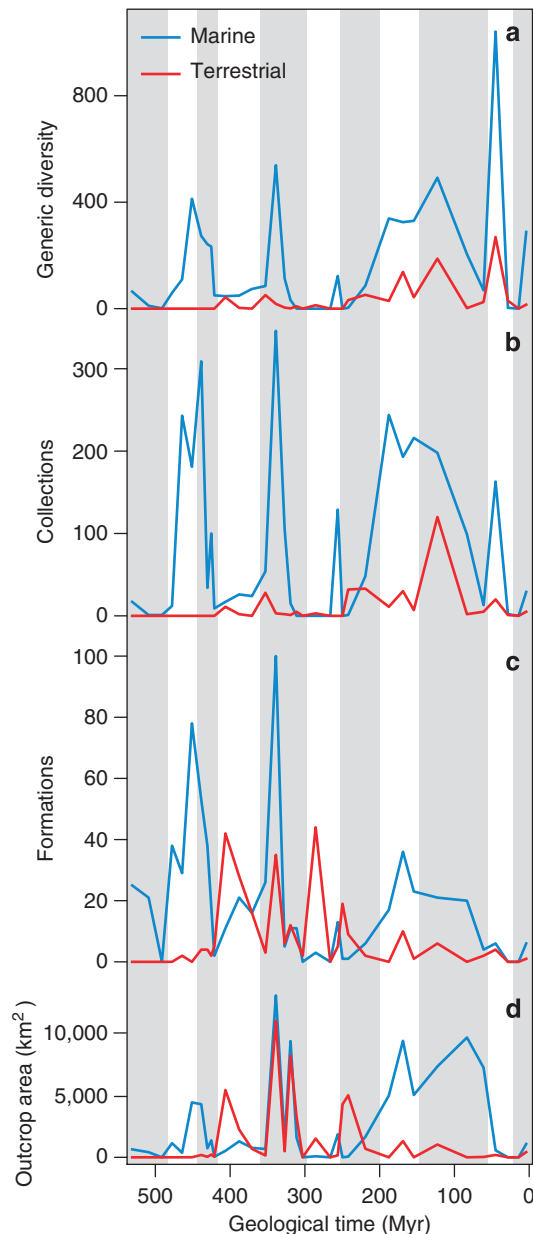 Marine
Terrestrial
a
800
400
0
Generic diversity
b
300
200
100
0
Collections
c
100
80
60
40
20
0
Formations
d
10,000
5,000
0
Outcrop area (km²)
500 400 300 200 100 0
Geological time (Myr)